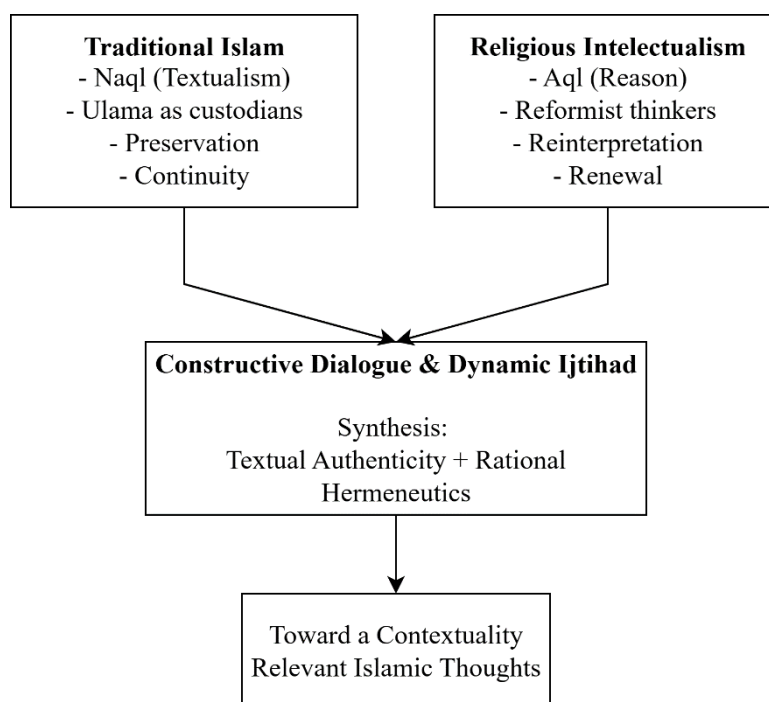 Traditional Islam
- Naql (Textualism)
- Ulama as custodians
- Preservation
- Continuity
Religious Intelectualism
- Aql (Reason)
- Reformist thinkers
- Reinterpretation
- Renewal
Constructive Dialogue & Dynamic Ijtihad
Synthesis:
Textual Authenticity + Rational
Hermeneutics
Toward a Contextuality
Relevant Islamic Thoughts